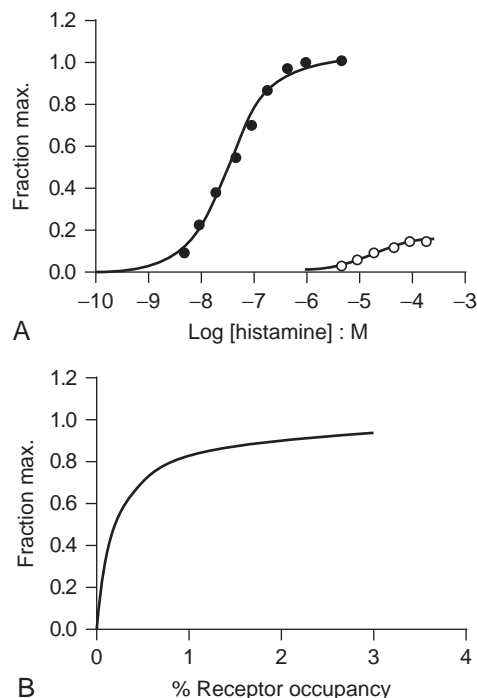 1.2
1.0
0.8
0.6
0.4
0.2
0.0
Fraction max.
−10 −9 −8 −7 −6 −5 −4 −3
Log [histamine] : M
A
1.2
1.0
0.8
0.6
0.4
0.2
0.0
Fraction max.
0 1 2 3 4
% Receptor occupancy
B